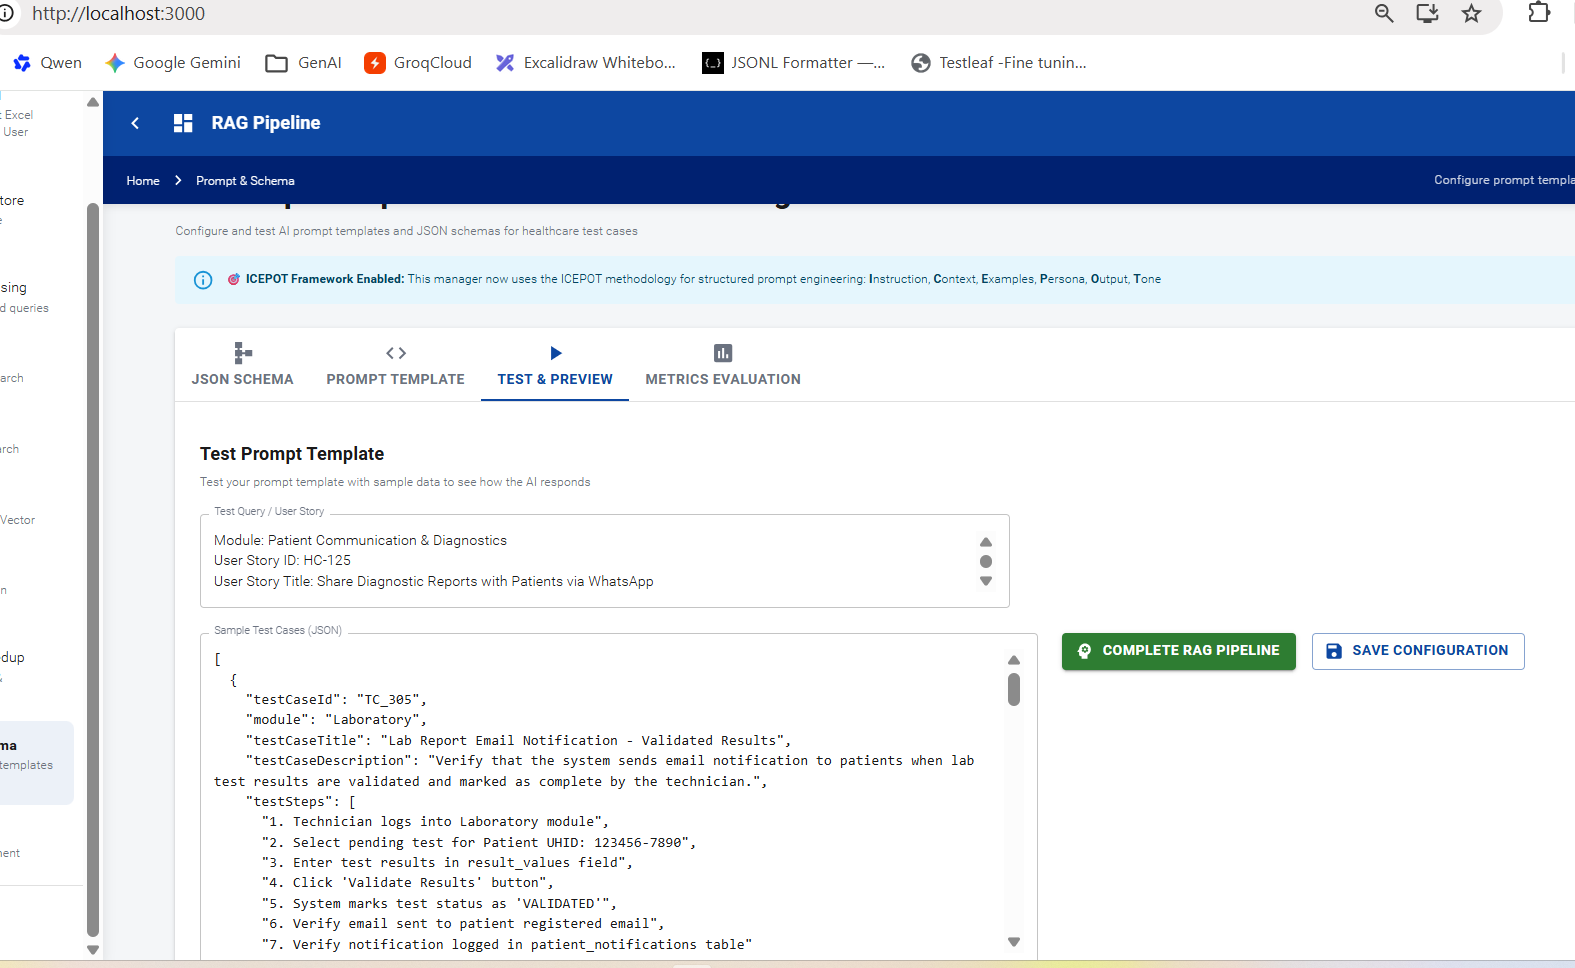 http://localhost:3000
Qwen
Google Gemini
GenAI
GroqCloud
Excalidraw Whitebo...
JSONL Formatter —...
Testleaf -Fine tunin...
Excel
User
tore
sing
d queries
arch
arch
Vector
n
dup
&
ma
templates
nent
RAG Pipeline
Home
Prompt & Schema
Configure prompt templa
Configure and test AI prompt templates and JSON schemas for healthcare test cases
🎯 ICEPOT Framework Enabled: This manager now uses the ICEPOT methodology for structured prompt engineering: Instruction, Context, Examples, Persona, Output, Tone
JSON SCHEMA
PROMPT TEMPLATE
TEST & PREVIEW
METRICS EVALUATION
Test Prompt Template
Test your prompt template with sample data to see how the AI responds
Test Query / User Story
Module: Patient Communication & Diagnostics
User Story ID: HC-125
User Story Title: Share Diagnostic Reports with Patients via WhatsApp
Sample Test Cases (JSON)
[
{
"testCaseId": "TC_305",
"module": "Laboratory",
"testCaseTitle": "Lab Report Email Notification - Validated Results",
"testCaseDescription": "Verify that the system sends email notification to patients when lab
test results are validated and marked as complete by the technician.",
"testSteps": [
"1. Technician logs into Laboratory module",
"2. Select pending test for Patient UHID: 123456-7890",
"3. Enter test results in result_values field",
"4. Click 'Validate Results' button",
"5. System marks test status as 'VALIDATED'",
"6. Verify email sent to patient registered email",
"7. Verify notification logged in patient_notifications table"
COMPLETE RAG PIPELINE
SAVE CONFIGURATION